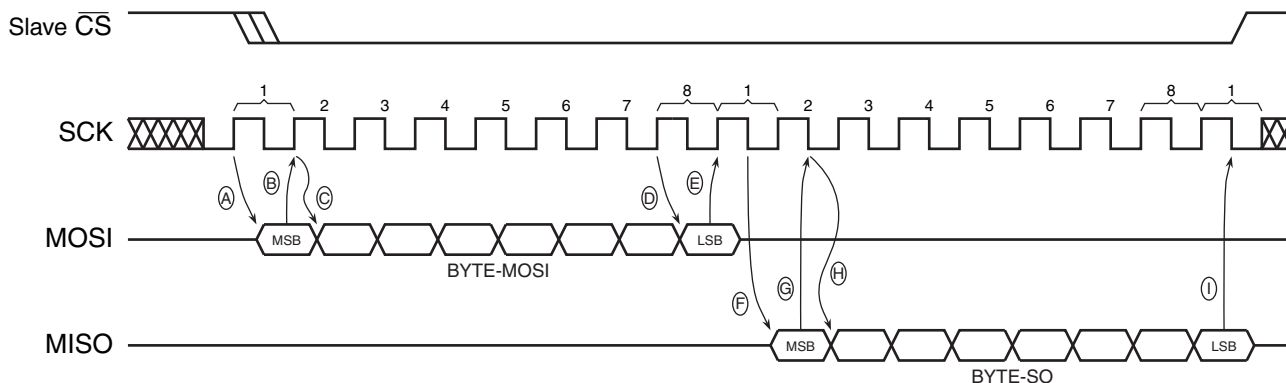 Slave CS
1 2 3 4 5 6 7 8 1 2 3 4 5 6 7 8 1
SCK
A B C D E
MOSI MSB LSB
BYTE-MOSI
F G H I
MISO MSB LSB
BYTE-SO